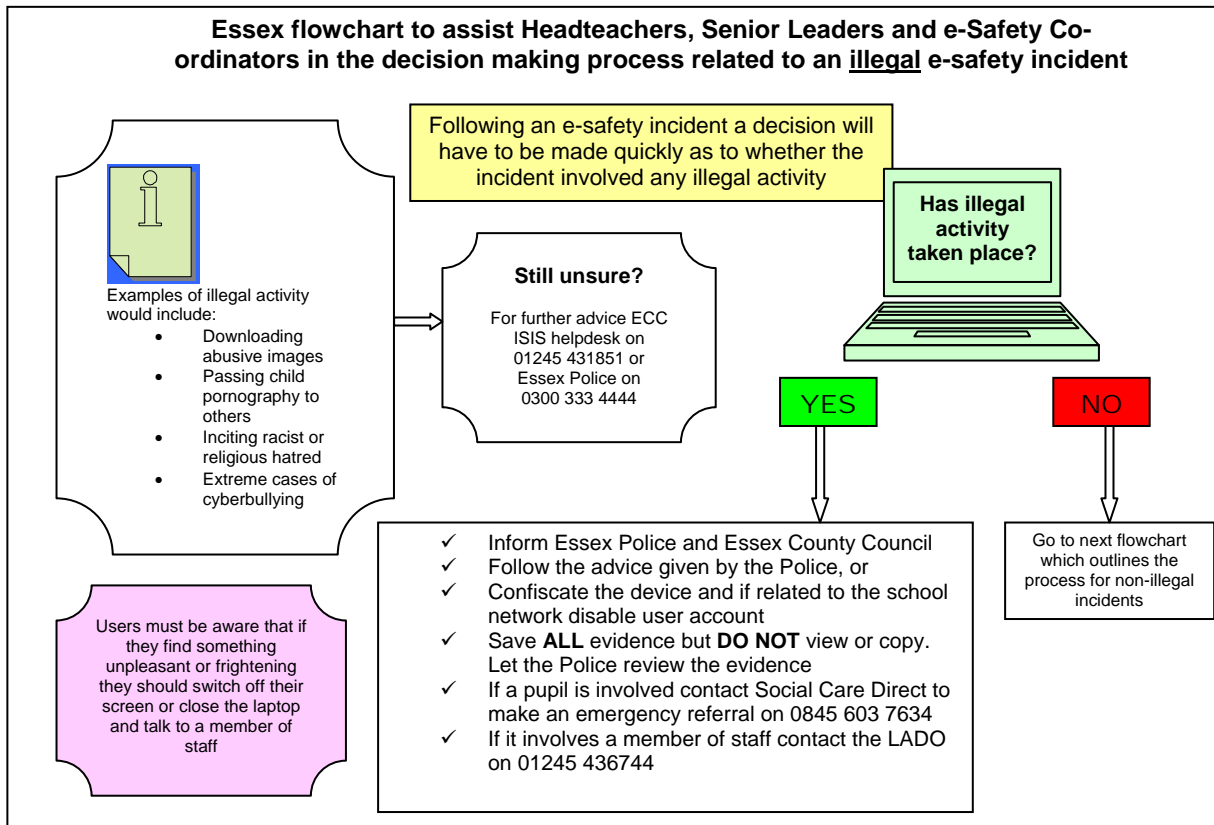 Essex flowchart to assist Headteachers, Senior Leaders and e-Safety Co-
ordinators in the decision making process related to an illegal e-safety incident
Following an e-safety incident a decision will
have to be made quickly as to whether the
incident involved any illegal activity
Has illegal
activity
taken place?
i
Examples of illegal activity
would include:
• Downloading
abusive images
• Passing child
pornography to
others
• Inciting racist or
religious hatred
• Extreme cases of
cyberbullying
Still unsure?
For further advice ECC
ISIS helpdesk on
01245 431851 or
Essex Police on
0300 333 4444
YES
NO
✓ Inform Essex Police and Essex County Council
✓ Follow the advice given by the Police, or
✓ Confiscate the device and if related to the school
network disable user account
✓ Save ALL evidence but DO NOT view or copy.
Let the Police review the evidence
✓ If a pupil is involved contact Social Care Direct to
make an emergency referral on 0845 603 7634
✓ If it involves a member of staff contact the LADO
on 01245 436744
Go to next flowchart
which outlines the
process for non-illegal
incidents
Users must be aware that if
they find something
unpleasant or frightening
they should switch off their
screen or close the laptop
and talk to a member of
staff